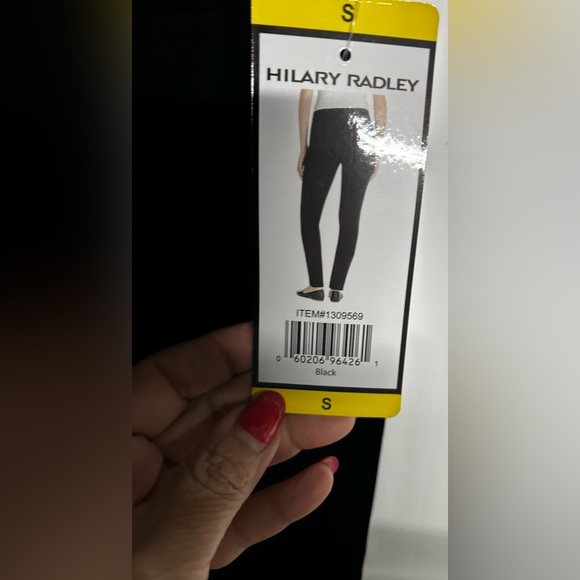 S
HILARY RADLEY
ITEM#1309569
0 60206 96426 1
Black
S